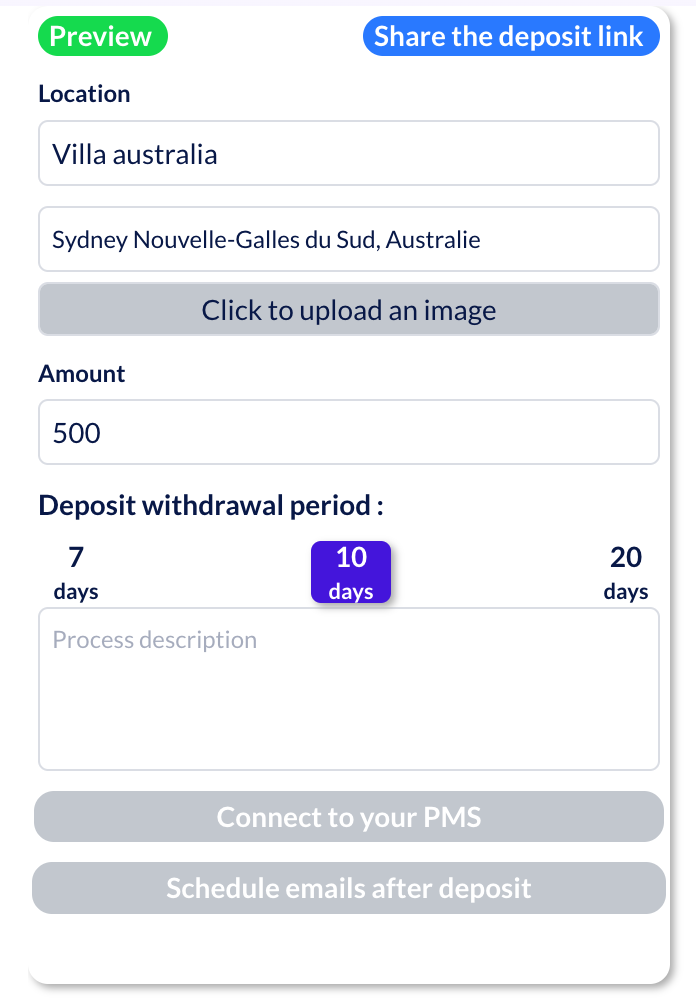 Preview
Share the deposit link
Location
Villa australia
Sydney Nouvelle-Galles du Sud, Australie
Click to upload an image
Amount
500
Deposit withdrawal period :
7 10 20
days days days
Process description
Connect to your PMS
Schedule emails after deposit